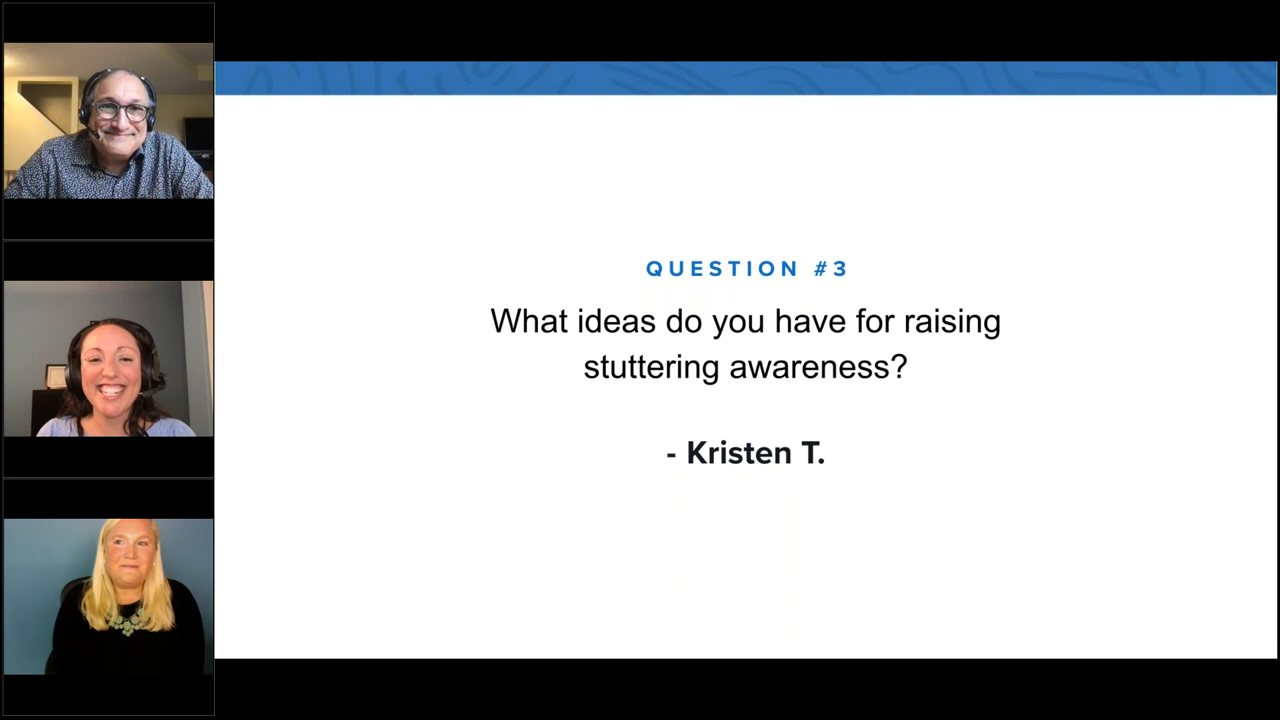 QUESTION #3
What ideas do you have for raising
stuttering awareness?
- Kristen T.